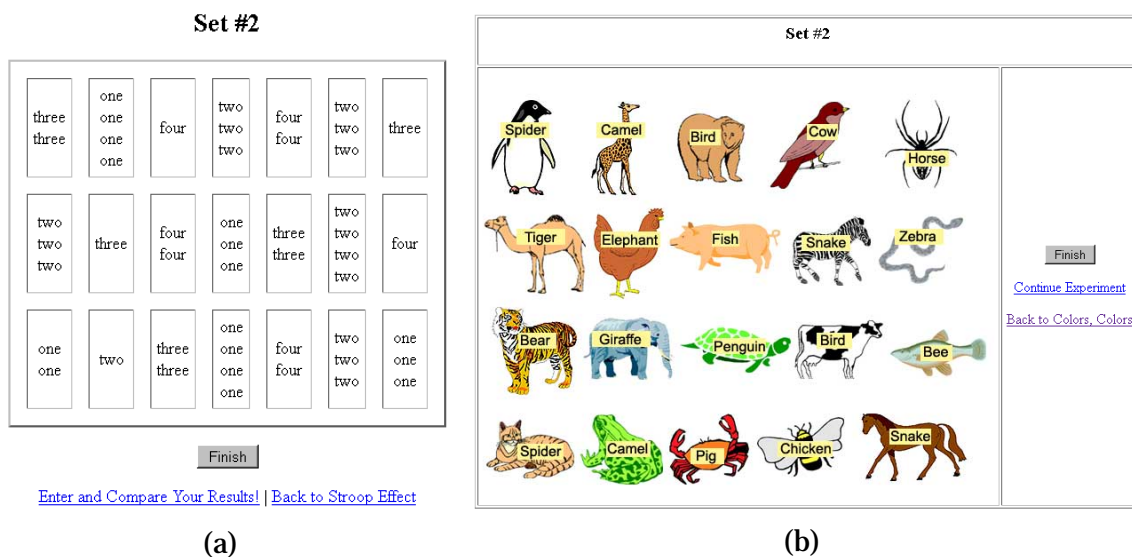 Set #2
three
three
one
one
one
one
four
two
two
two
four
four
two
two
two
three
two
two
two
three
four
four
one
one
one
three
three
two
two
two
two
four
one
one
two
three
three
one
one
one
one
four
four
two
two
two
one
one
one
Finish
Enter and Compare Your Results! | Back to Stroop Effect
(a)
Set #2
Spider
Camel
Bird
Cow
Horse
Tiger
Elephant
Fish
Snake
Zebra
Bear
Giraffe
Penguin
Bird
Bee
Spider
Camel
Pig
Chicken
Snake
Finish
Continue Experiment
Back to Colors, Colors
(b)